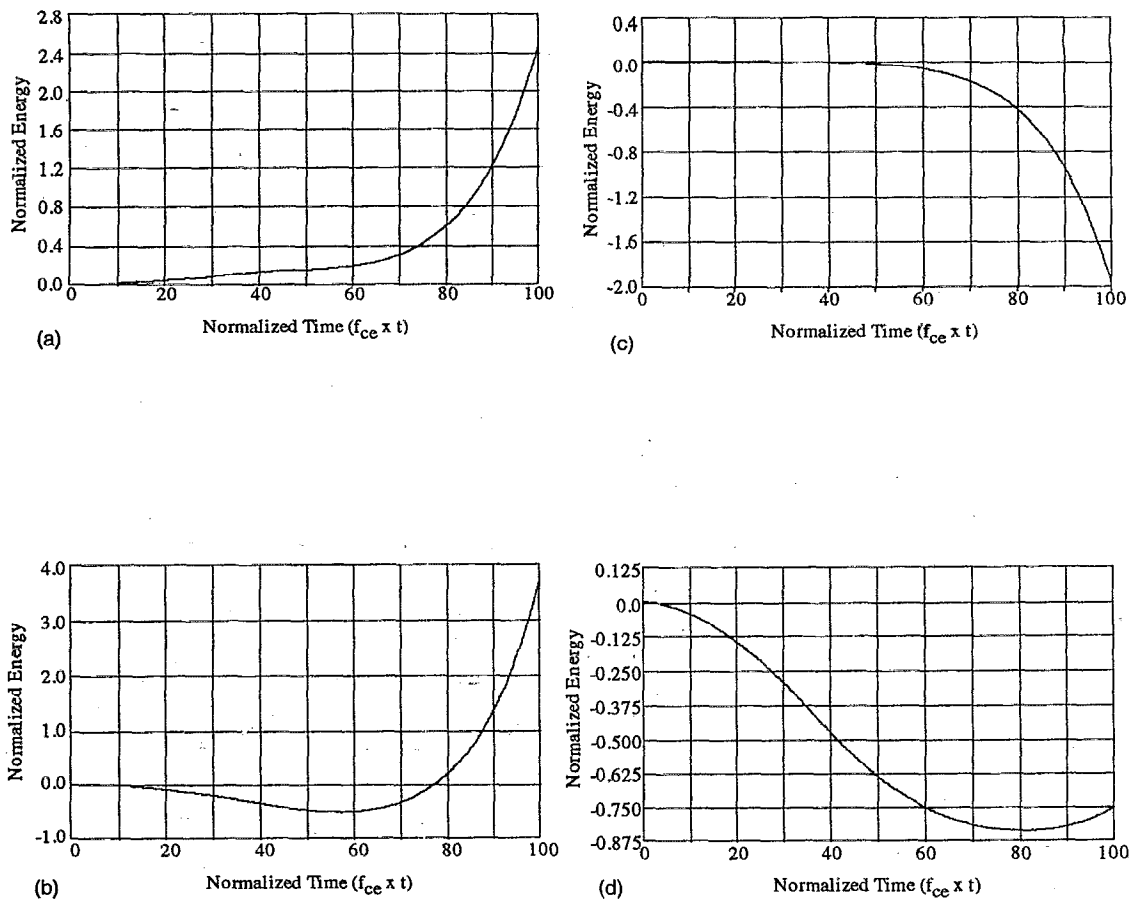 2.8
2.4
2.0
1.6
1.2
0.8
0.4
0.0
Normalized Energy
0 20 40 60 80 100
Normalized Time (f_ce x t)
(a)
0.4
0.0
-0.4
-0.8
-1.2
-1.6
-2.0
Normalized Energy
0 20 40 60 80 100
Normalized Time (f_ce x t)
(c)
4.0
3.0
2.0
1.0
0.0
-1.0
Normalized Energy
0 20 40 60 80 100
Normalized Time (f_ce x t)
(b)
0.125
0.0
-0.125
-0.250
-0.375
-0.500
-0.625
-0.750
-0.875
Normalized Energy
0 20 40 60 80 100
Normalized Time (f_ce x t)
(d)